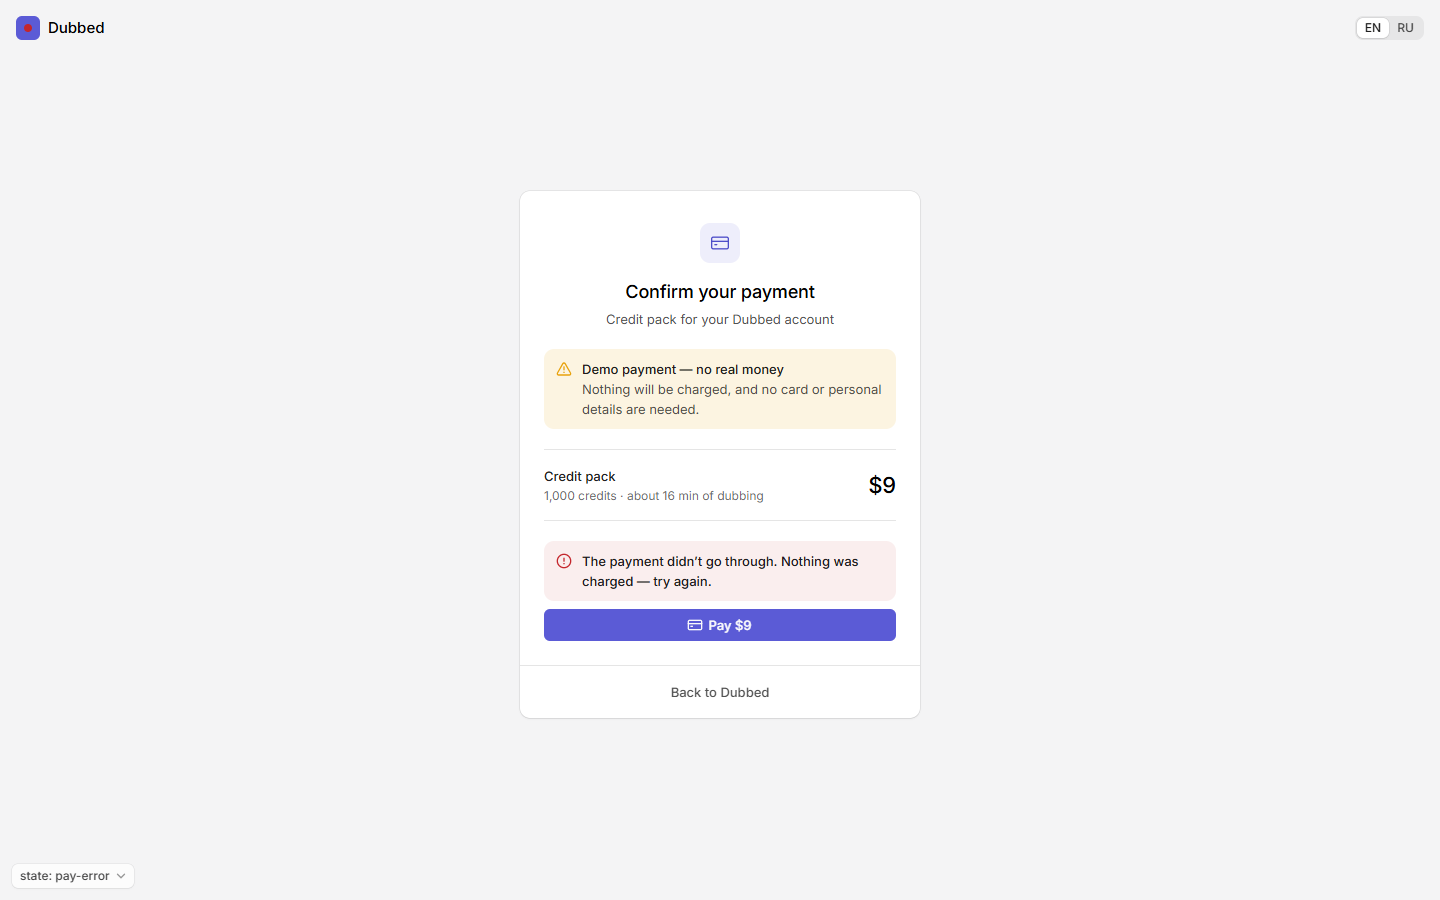 Dubbed
EN RU
Confirm your payment
Credit pack for your Dubbed account
Demo payment — no real money
Nothing will be charged, and no card or personal
details are needed.
Credit pack
$9
1,000 credits · about 16 min of dubbing
The payment didn’t go through. Nothing was
charged — try again.
Pay $9
Back to Dubbed
state: pay-error